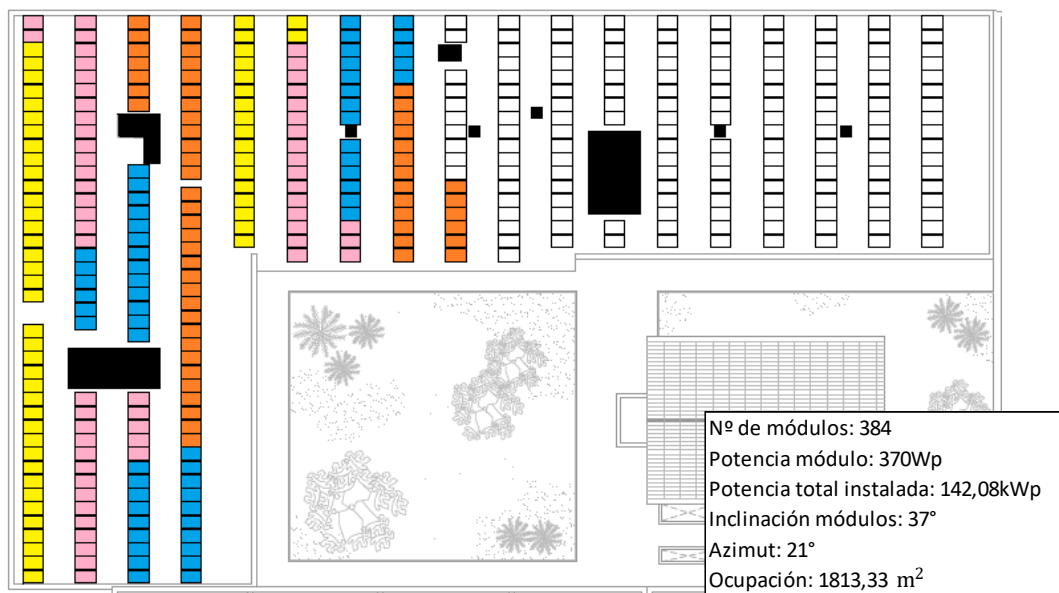 Nº de módulos: 384
Potencia módulo: 370Wp
Potencia total instalada: 142,08kWp
Inclinación módulos: 37°
Azimut: 21°
Ocupación: 1813,33 m²